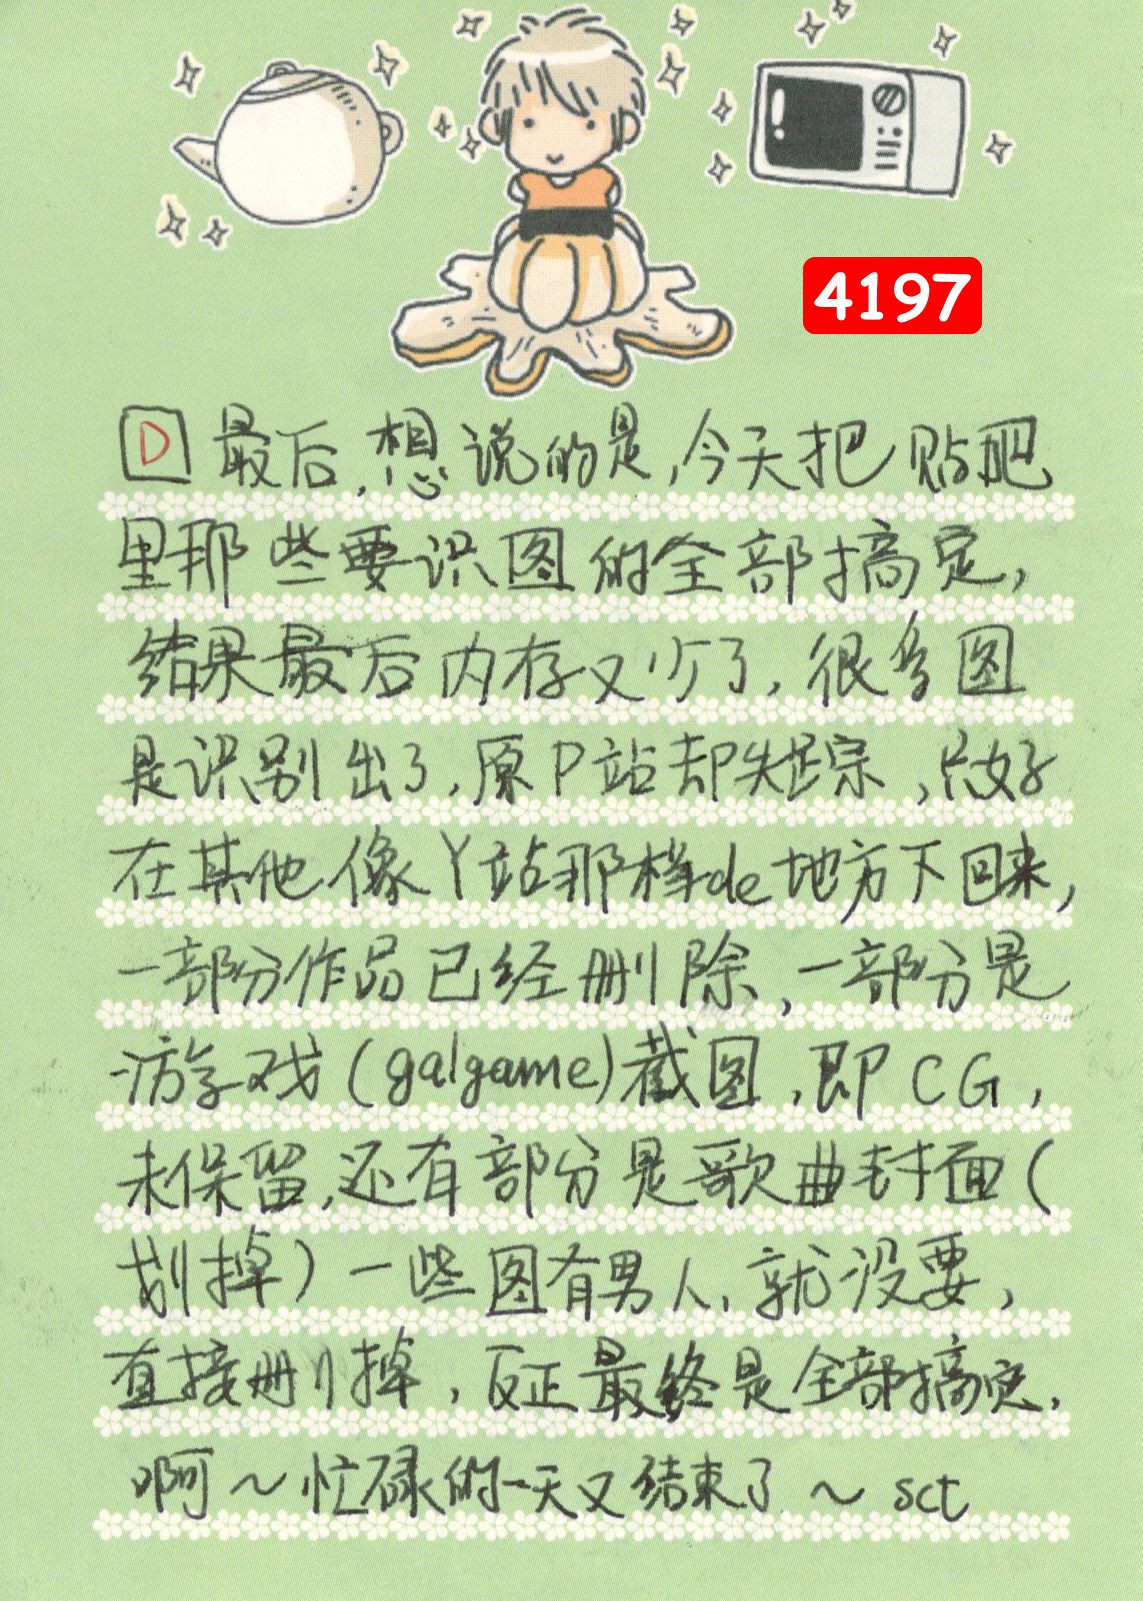 4197
D 最后,想说的是,今天把贴吧
里那些要识图的全部搞定,
结果最后内存又少了,很多图
是识别出了,原P站却失踪,只好
在其他像Y站那档de地方下回来,
一部分作品已经删除,一部分是
游戏(galgame)截图,即CG,
未保留,还有部分是歌曲封面(
划掉)一些图有男人,就没要,
直接删掉,反正最终是全部搞定,
啊~忙碌的一天又结束了~sct